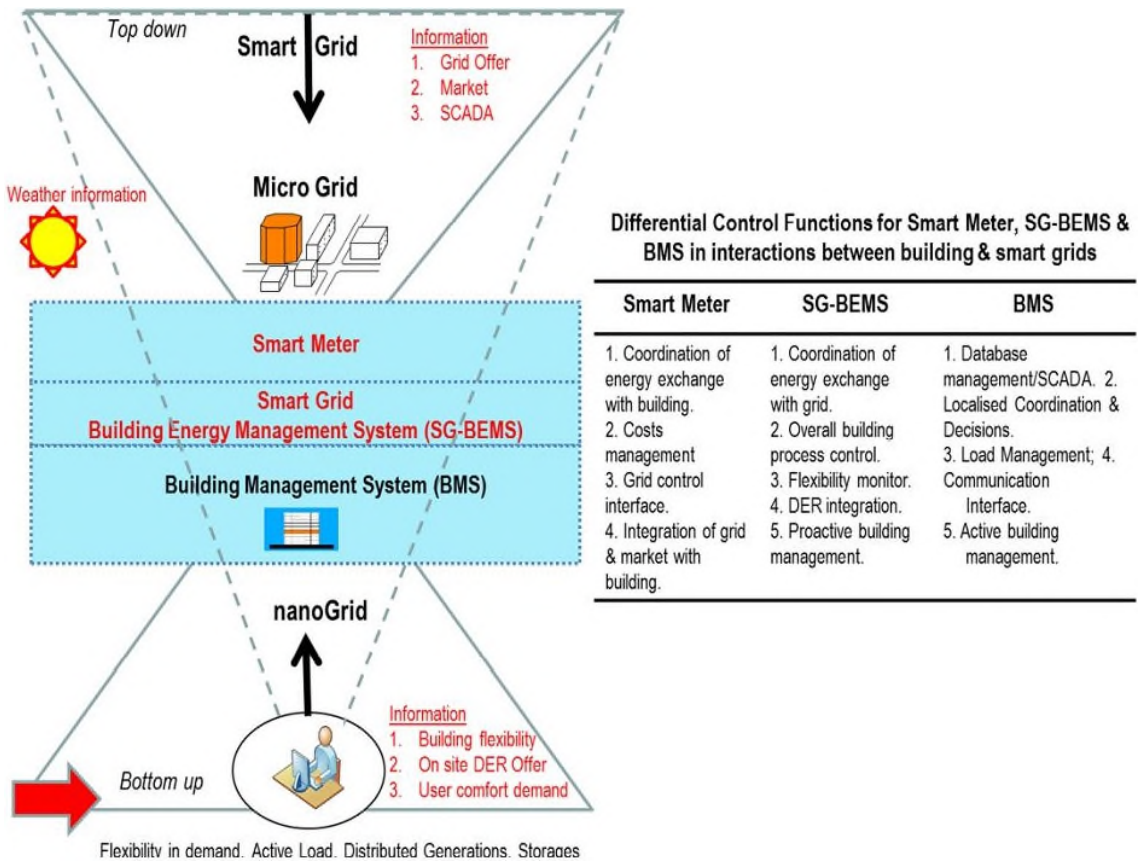 Top down
Smart Grid
Information
1. Grid Offer
2. Market
3. SCADA
Micro Grid
Weather information
Smart Meter
Smart Grid
Building Energy Management System (SG-BEMS)
Building Management System (BMS)
nanoGrid
Information
1. Building flexibility
2. On site DER Offer
3. User comfort demand
Bottom up
Flexibility in demand, Active Load, Distributed Generations, Storages
Differential Control Functions for Smart Meter, SG-BEMS &
BMS in interactions between building & smart grids
Smart Meter
1. Coordination of
energy exchange
with building.
2. Costs
management
3. Grid control
interface.
4. Integration of grid
& market with
building.
SG-BEMS
1. Coordination of
energy exchange
with grid.
2. Overall building
process control.
3. Flexibility monitor.
4. DER integration.
5. Proactive building
management.
BMS
1. Database
management/SCADA. 2.
Localised Coordination &
Decisions.
3. Load Management; 4.
Communication
Interface.
5. Active building
management.